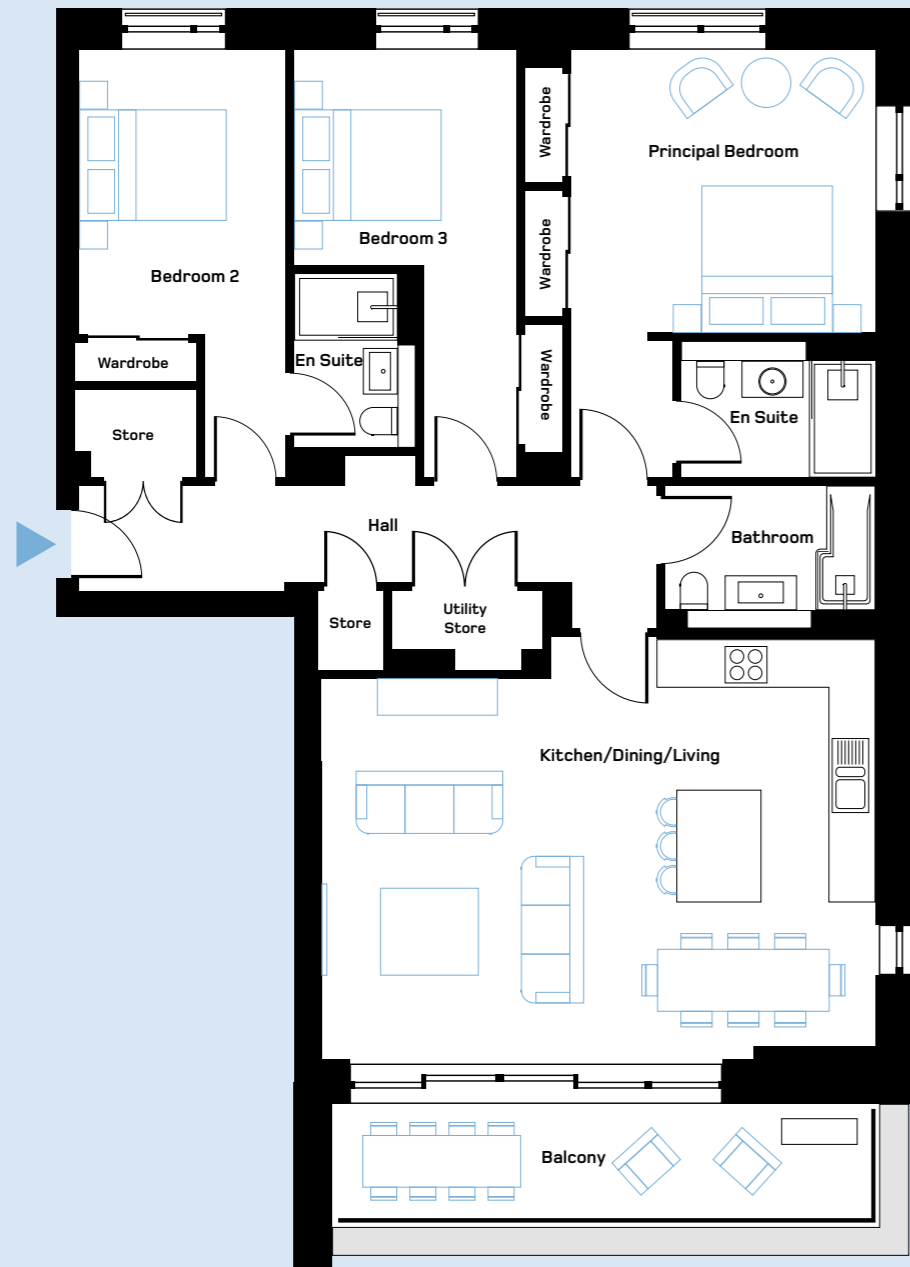 Wardrobe
Principal Bedroom
Bedroom 3
Wardrobe
Bedroom 2
En Suite
Wardrobe
Wardrobe
En Suite
Store
Hall
Bathroom
Store
Utility
Store
Kitchen/Dining/Living
Balcony